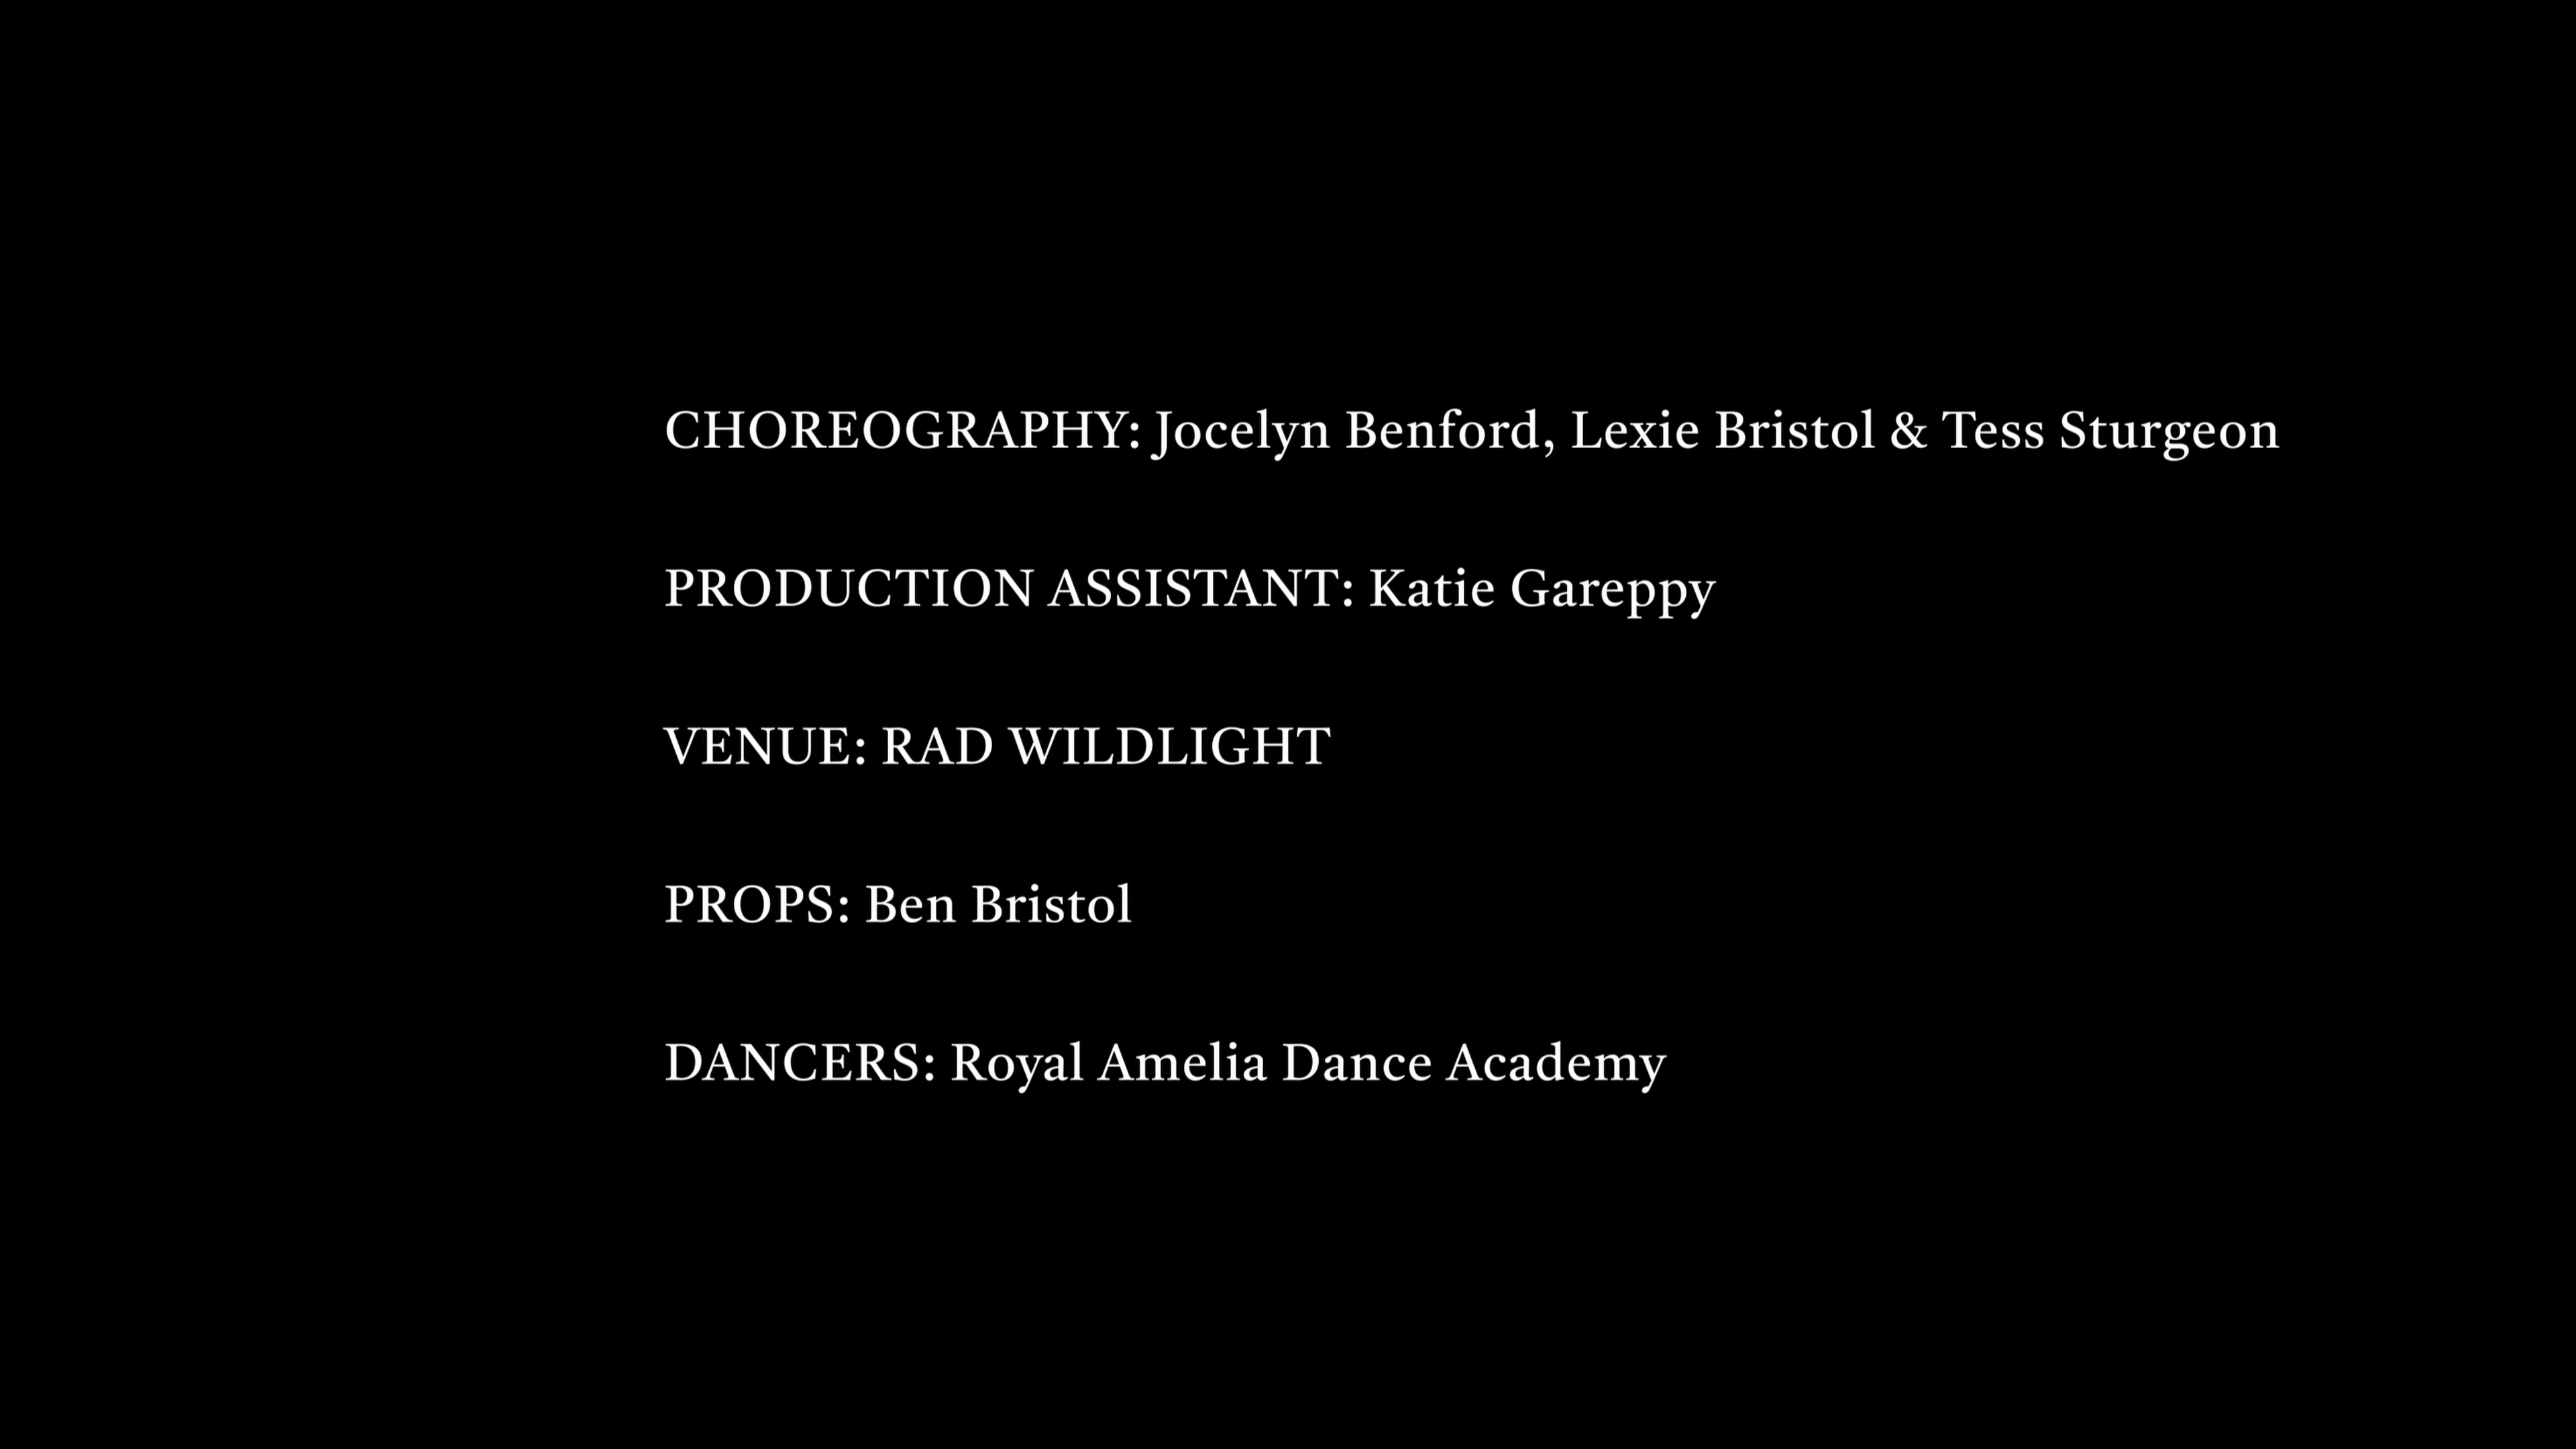 CHOREOGRAPHY: Jocelyn Benford, Lexie Bristol & Tess Sturgeon
PRODUCTION ASSISTANT: Katie Gareppy
VENUE: RAD WILDLIGHT
PROPS: Ben Bristol
DANCERS: Royal Amelia Dance Academy